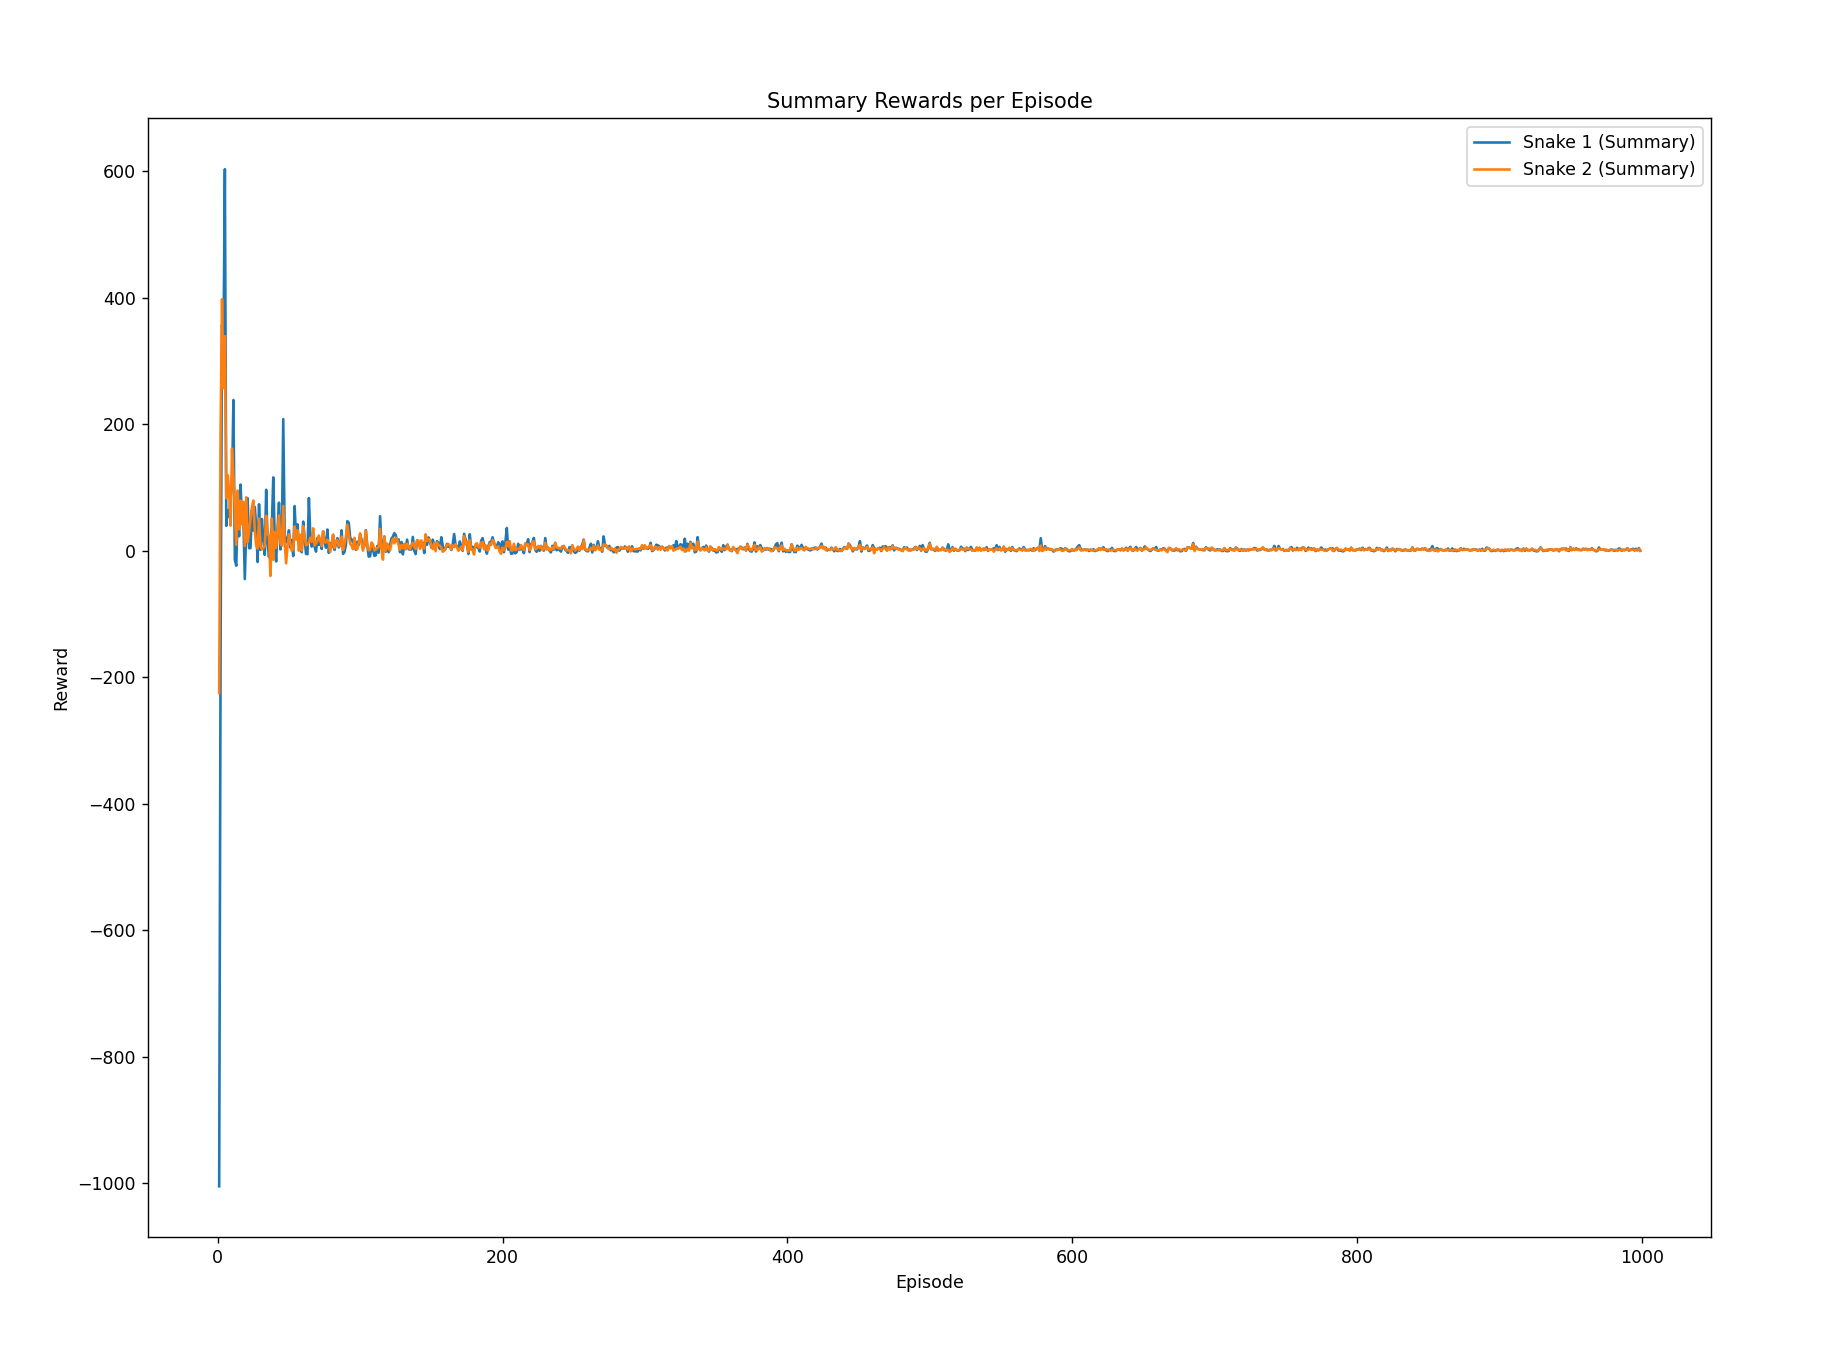 Summary Rewards per Episode
Snake 1 (Summary)
Snake 2 (Summary)
600
400
200
0
−200
−400
−600
−800
−1000
Reward
0 200 400 600 800 1000
Episode